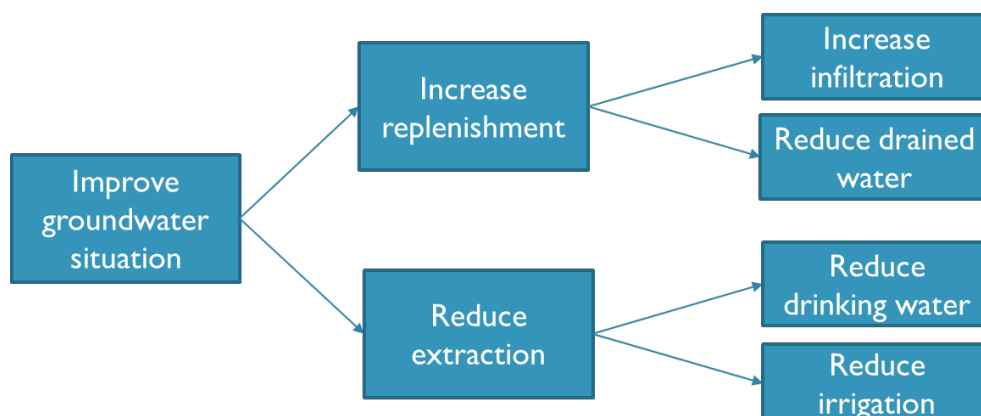 Improve
groundwater
situation
Increase
replenishment
Reduce
extraction
Increase
infiltration
Reduce drained
water
Reduce
drinking water
Reduce
irrigation